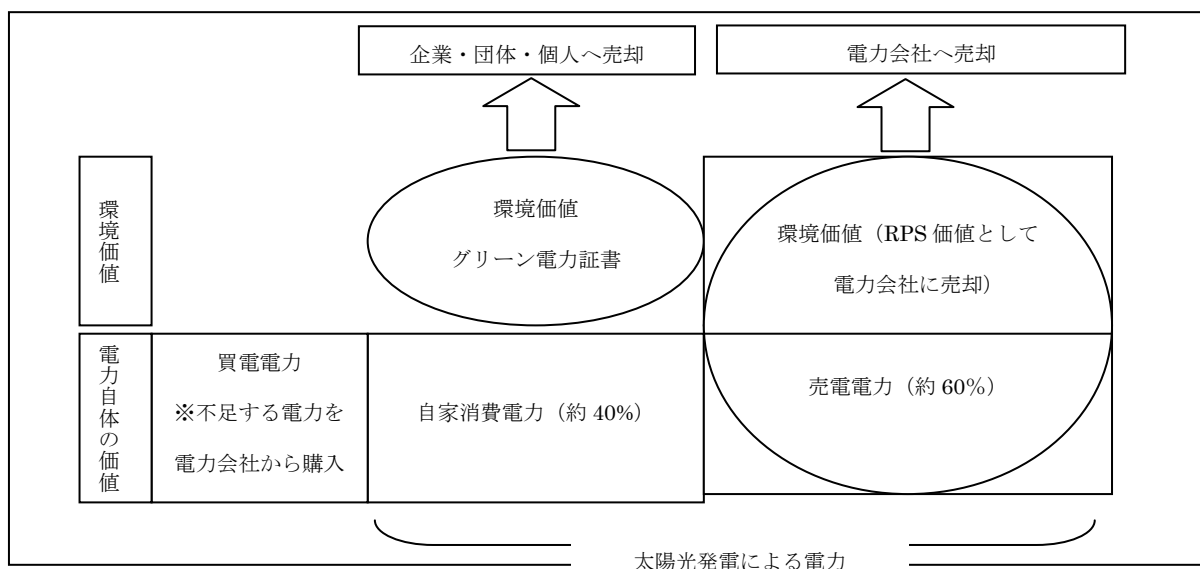 企業・団体・個人へ売却
電力会社へ売却
環境価値
環境価値
グリーン電力証書
環境価値（RPS 価値として
電力会社に売却）
電力自体の価値
買電電力
※不足する電力を
電力会社から購入
自家消費電力（約 40%）
売電電力（約 60%）
太陽光発電による電力